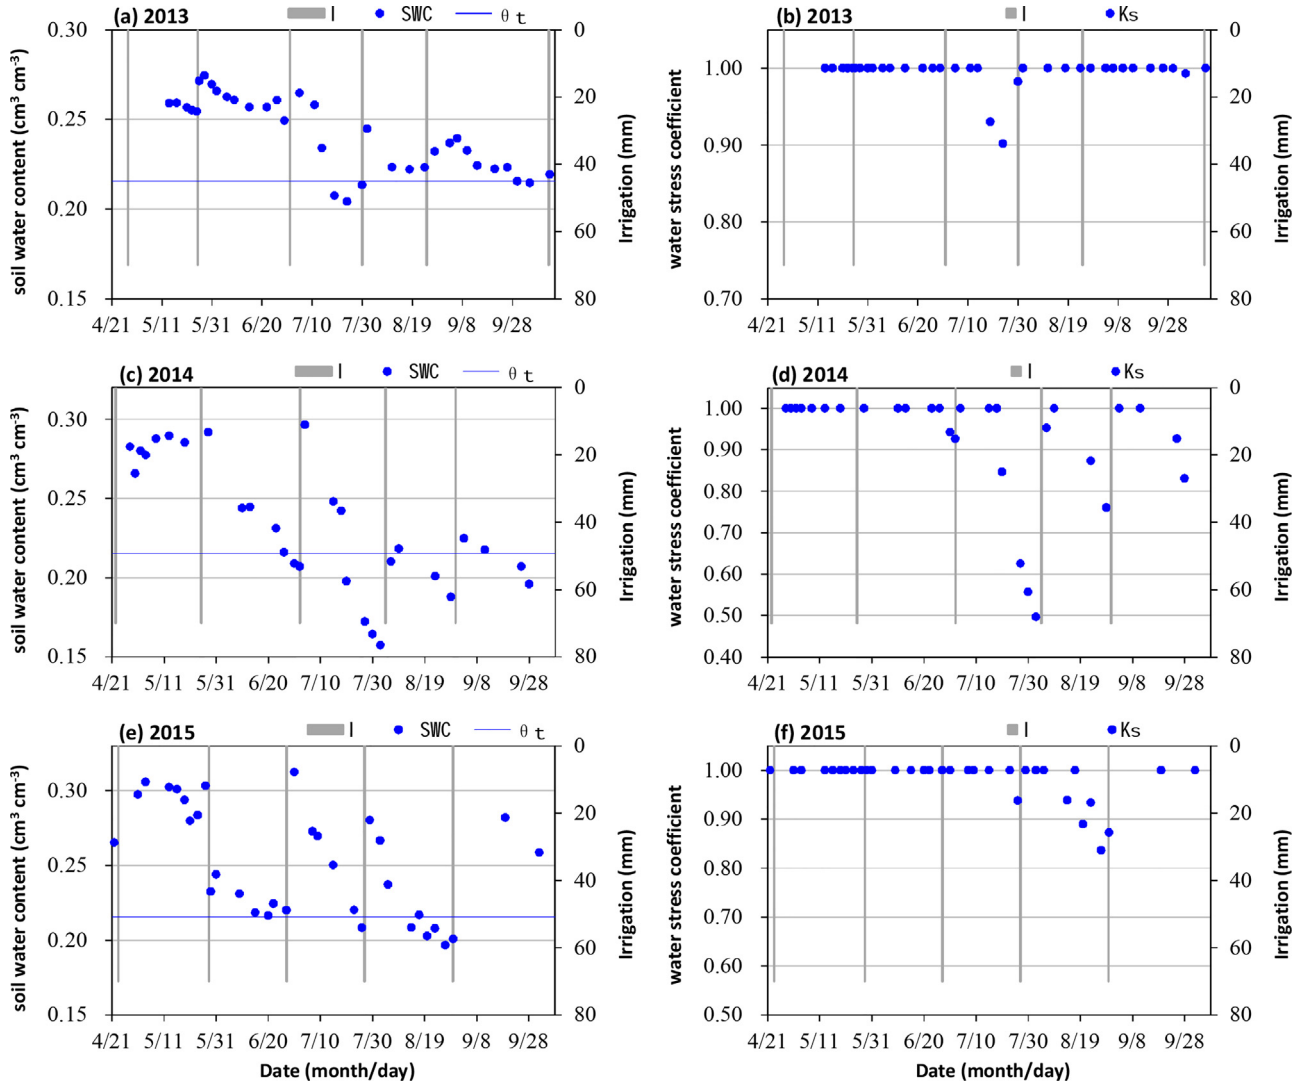 (a) 2013 I SWC θt
soil water content (cm³ cm⁻³)
0.30
0.25
0.20
0.15
0
20
40
60
80
Irrigation (mm)
4/21 5/11 5/31 6/20 7/10 7/30 8/19 9/8 9/28
(b) 2013 I Ks
water stress coefficient
1.00
0.90
0.80
0.70
0
20
40
60
80
Irrigation (mm)
4/21 5/11 5/31 6/20 7/10 7/30 8/19 9/8 9/28
(c) 2014 I SWC θt
soil water content (cm³ cm⁻³)
0.30
0.25
0.20
0.15
0
20
40
60
80
Irrigation (mm)
4/21 5/11 5/31 6/20 7/10 7/30 8/19 9/8 9/28
(d) 2014 I Ks
water stress coefficient
1.00
0.90
0.80
0.70
0.60
0.50
0.40
0
20
40
60
80
Irrigation (mm)
4/21 5/11 5/31 6/20 7/10 7/30 8/19 9/8 9/28
(e) 2015 I SWC θt
soil water content (cm³ cm⁻³)
0.30
0.25
0.20
0.15
0
20
40
60
80
Irrigation (mm)
4/21 5/11 5/31 6/20 7/10 7/30 8/19 9/8 9/28
Date (month/day)
(f) 2015 I Ks
water stress coefficient
1.00
0.90
0.80
0.70
0.60
0.50
0
20
40
60
80
Irrigation (mm)
4/21 5/11 5/31 6/20 7/10 7/30 8/19 9/8 9/28
Date (month/day)